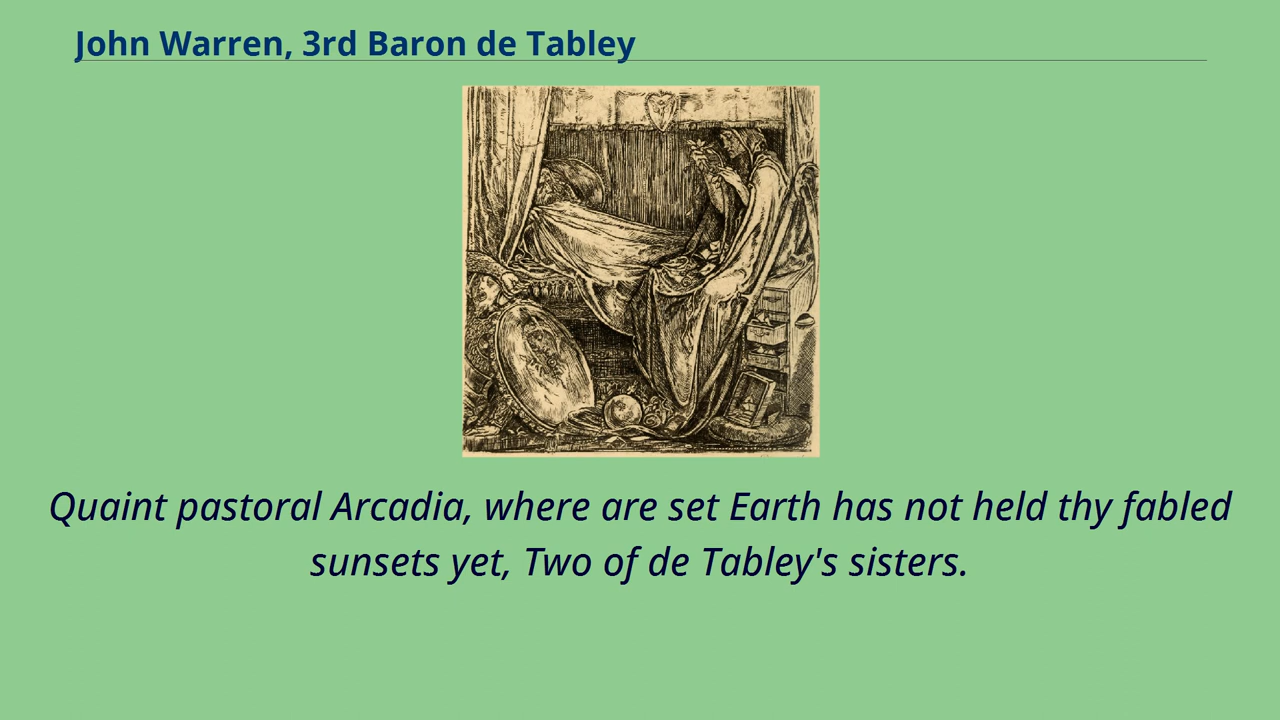 John Warren, 3rd Baron de Tabley
Quaint pastoral Arcadia, where are set Earth has not held thy fabled
sunsets yet, Two of de Tabley's sisters.